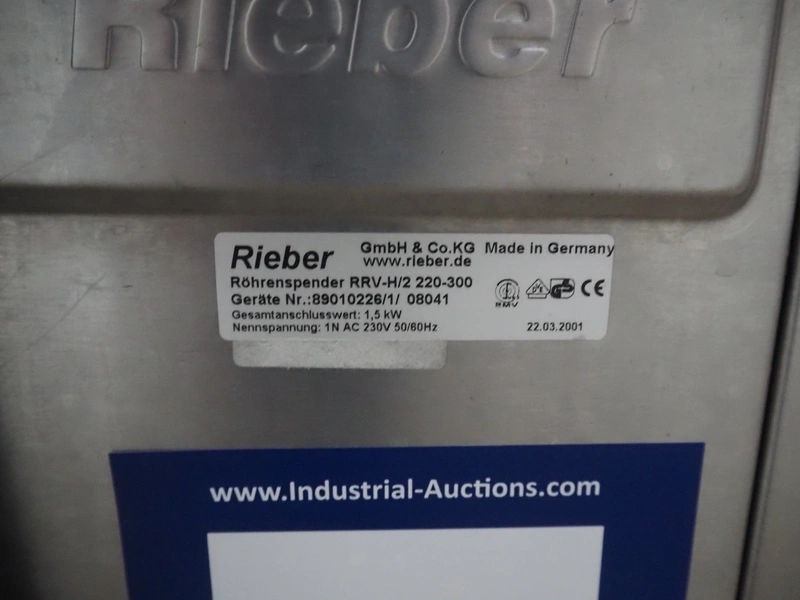 Rieber
Rieber GmbH & Co.KG Made in Germany
www.rieber.de
Röhrenspender RRV-H/2 220-300
Geräte Nr.:89010226/1/ 08041
Gesamtanschlusswert: 1,5 kW
Nennspannung: 1N AC 230V 50/60Hz
22.03.2001
CE
www.Industrial-Auctions.com